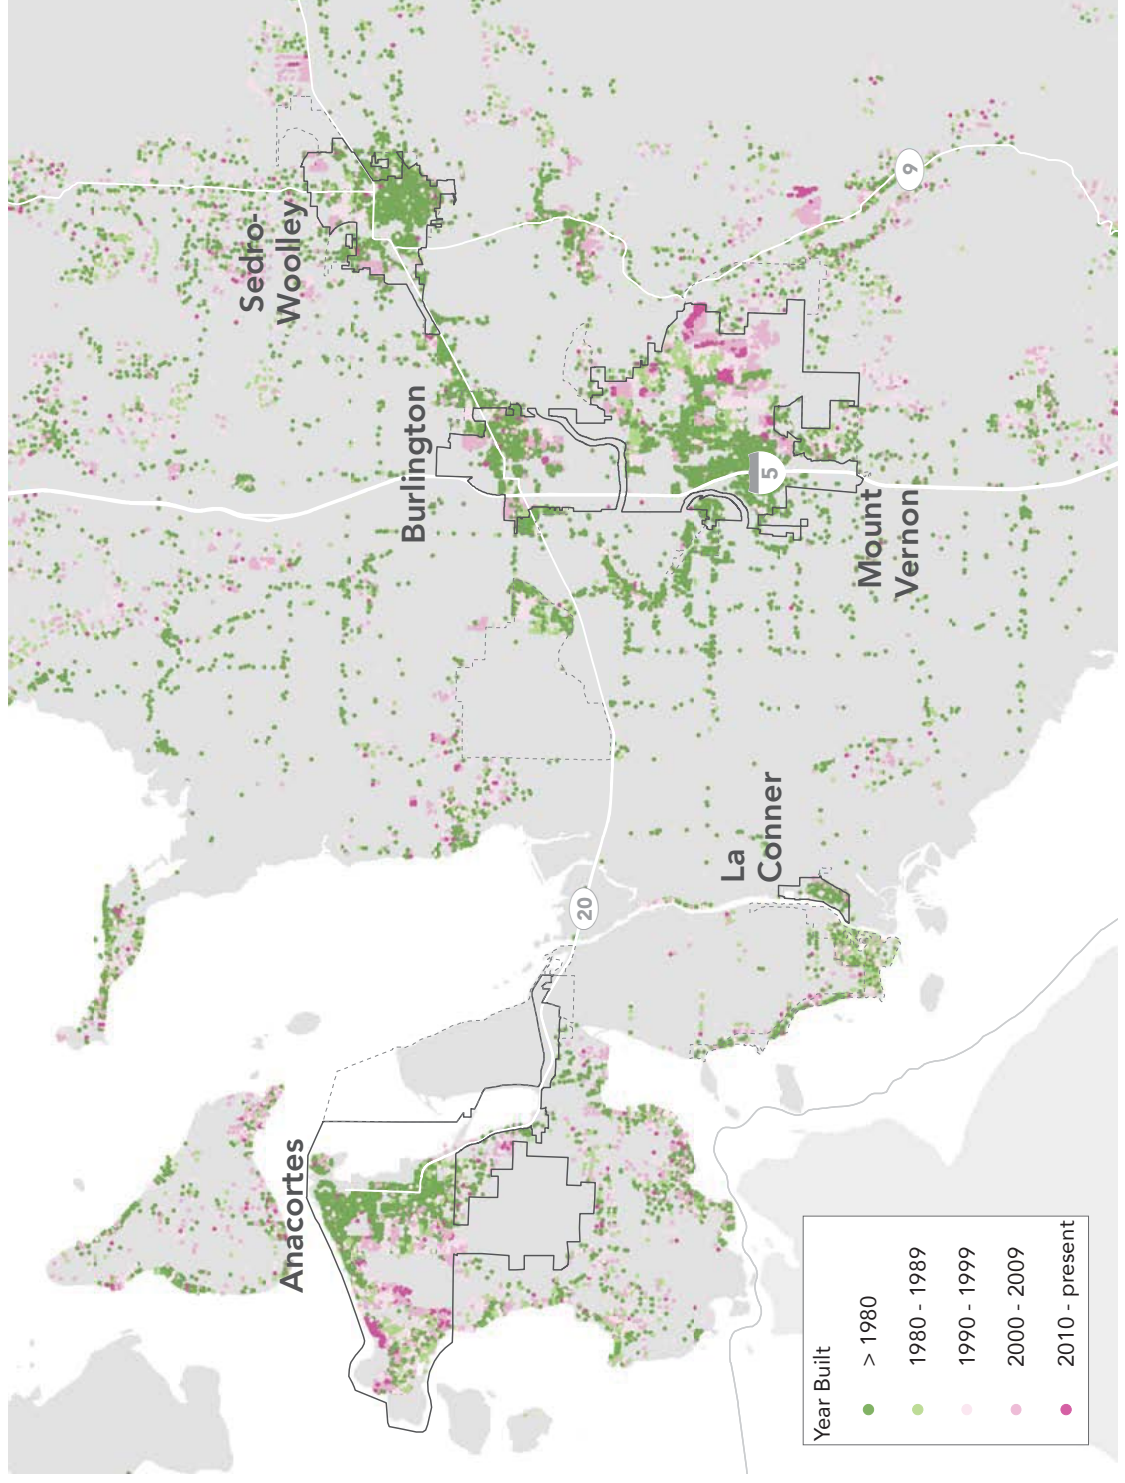 Sedro-
Woolley
Burlington
Mount
Vernon
La
Conner
Anacortes
9
5
20
Year Built
> 1980
1980 - 1989
1990 - 1999
2000 - 2009
2010 - present